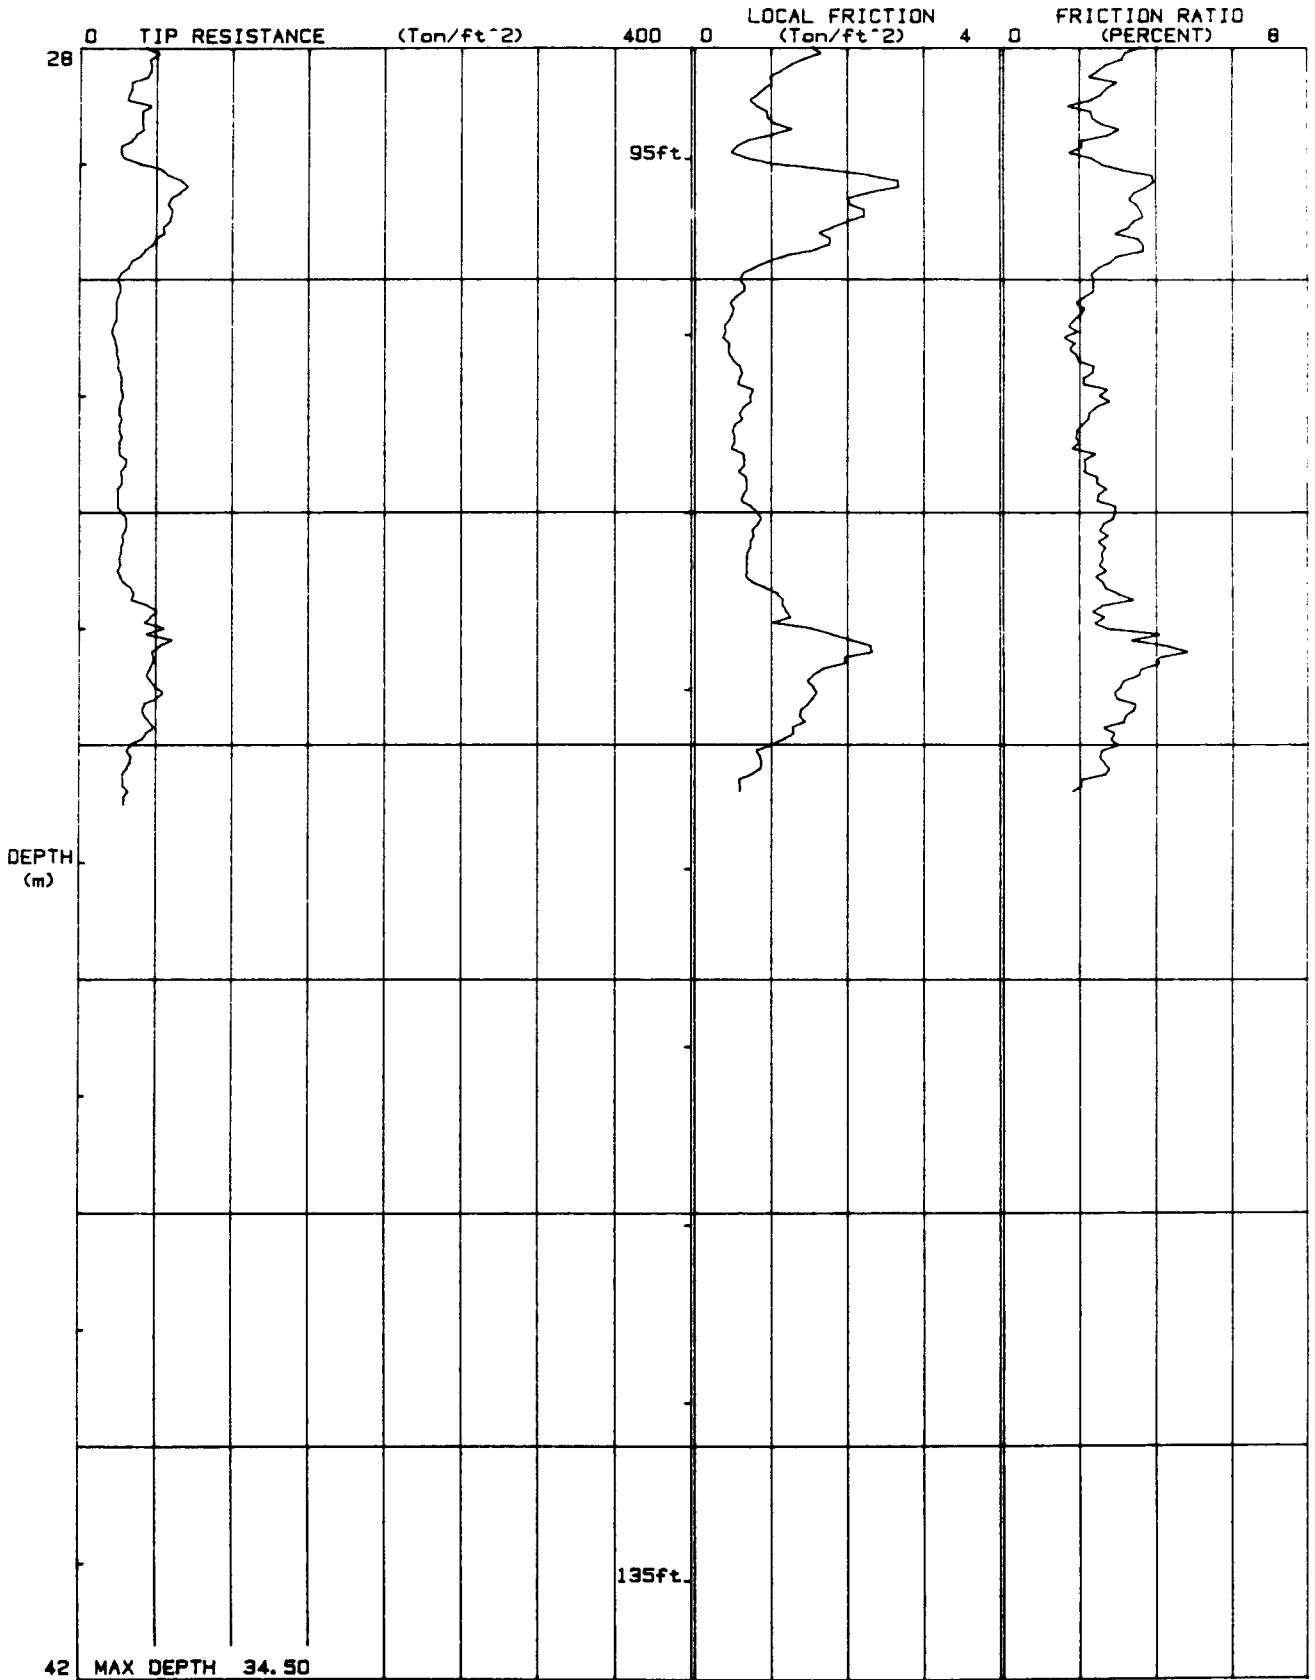 LOCAL FRICTION FRICTION RATIO
0 TIP RESISTANCE (Ton/ft^2) 400 0 (Ton/ft^2) 4 0 (PERCENT) 8
28
95ft.
DEPTH
(m)
135ft.
42 MAX DEPTH 34.50